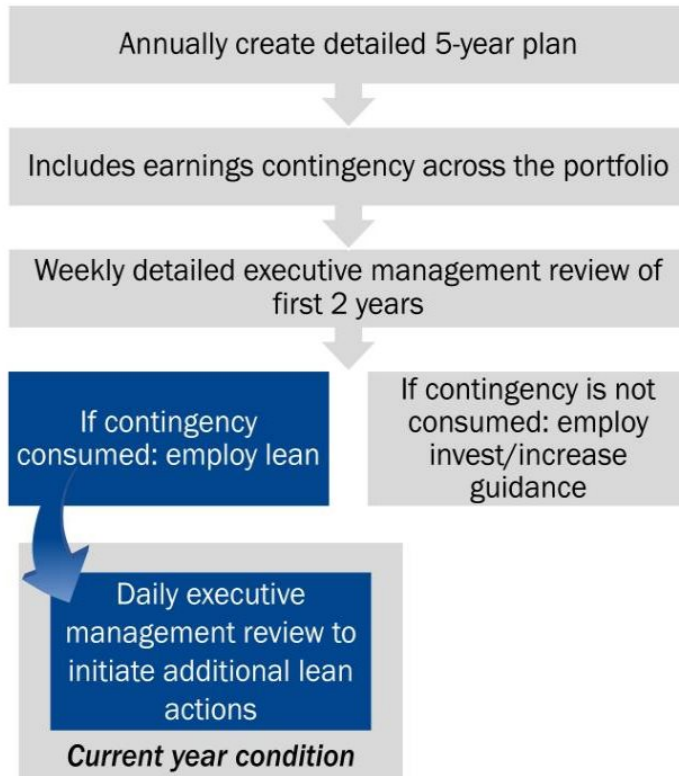 Annually create detailed 5-year plan
Includes earnings contingency across the portfolio
Weekly detailed executive management review of
first 2 years
If contingency
consumed: employ lean
If contingency is not
consumed: employ
invest/increase
guidance
Daily executive
management review to
initiate additional lean
actions
Current year condition